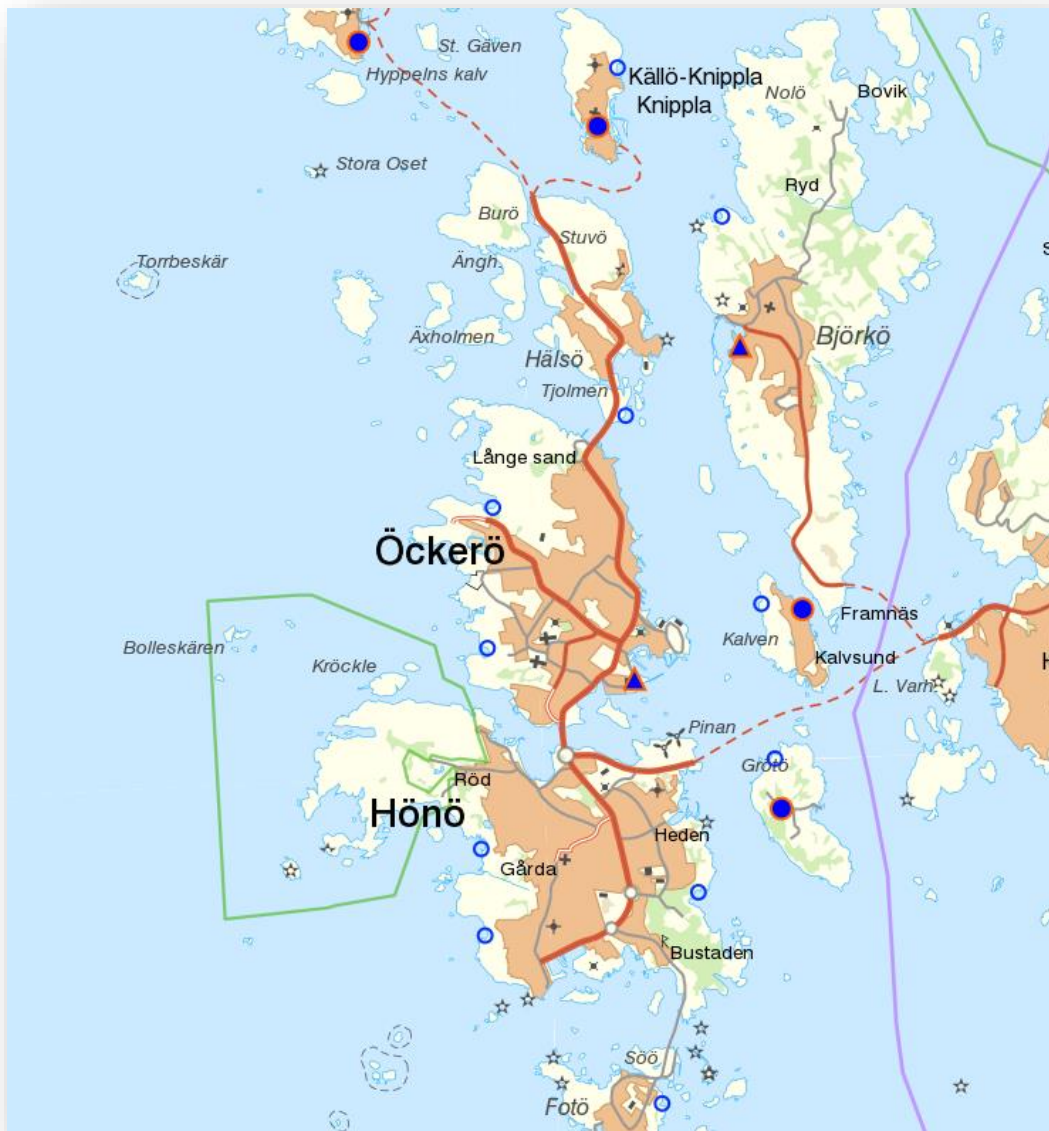 St. Gäven
Hyppelns kalv
Källö-Knippla
Knippla
Nolö
Bovik
Stora Oset
Ryd
Burö
Stuvö
Torrbeskär
Ängh.
Äxholmen
Hälsö
Björkö
Tjolmen
Långe sand
Öckerö
Framnäs
Bolleskären
Kalven
Kröckle
Kalvsund
L. Varh.
Pinan
Röd
Grötö
Hönö
Heden
Gårda
Bustaden
Söö
Fotö